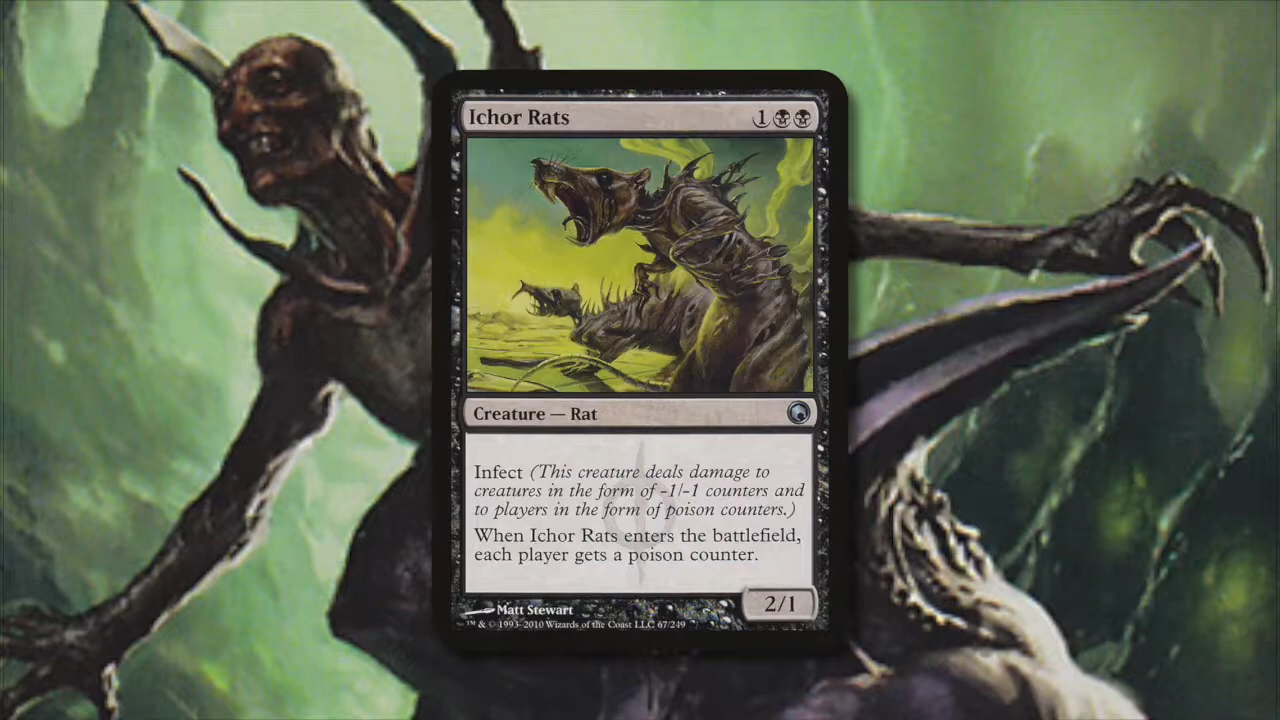 Ichor Rats 1
Creature — Rat
Infect (This creature deals damage to
creatures in the form of -1/-1 counters and
to players in the form of poison counters.)
When Ichor Rats enters the battlefield,
each player gets a poison counter.
2/1
Matt Stewart
™ & © 1993–2010 Wizards of the Coast LLC 67/249